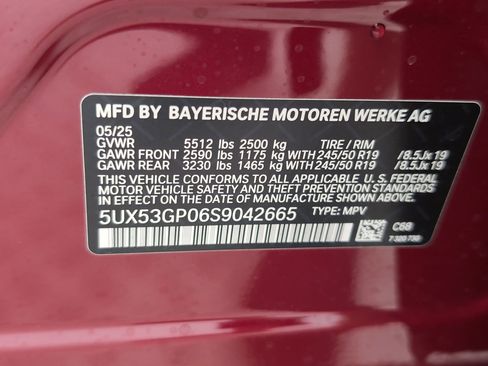 MFD BY BAYERISCHE MOTOREN WERKE AG
05/25
GVWR 5512 lbs 2500 kg TIRE / RIM
GAWR FRONT 2590 lbs 1175 kg WITH 245/50 R19 /8.5Jx19
GAWR REAR 3230 lbs 1465 kg WITH 245/50 R19 /8.5Jx19
THIS VEHICLE CONFORMS TO ALL APPLICABLE U.S. FEDERAL
MOTOR VEHICLE SAFETY AND THEFT PREVENTION STANDARDS
IN EFFECT ON THE DATE OF MANUFACTURE SHOWN ABOVE.
5UX53GP06S9042665 TYPE: MPV
C68
7 320 730